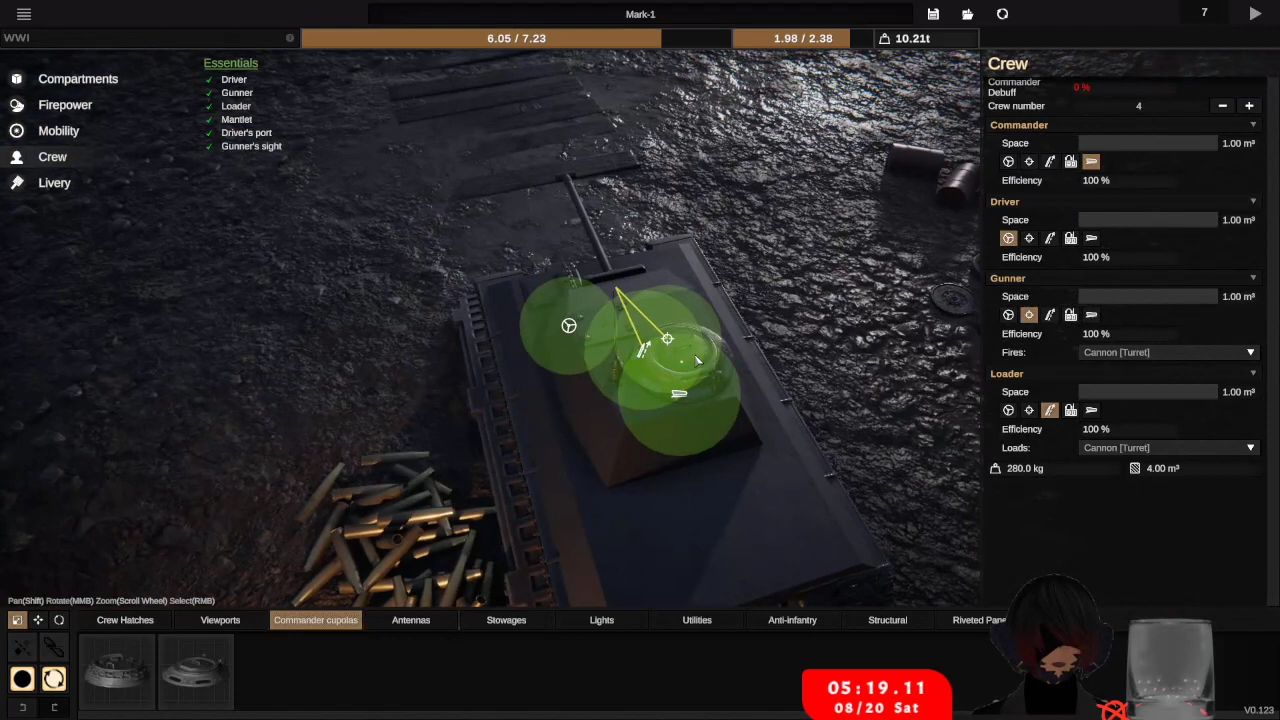 Mark-1
7
WWI
6.05 / 7.23
1.98 / 2.38
10.21t
Compartments
Firepower
Mobility
Crew
Livery
Essentials
Driver
Gunner
Loader
Mantlet
Driver's port
Gunner's sight
Crew
Commander Debuff
0 %
Crew number
4
Commander
Space
1.00 m³
Efficiency
100 %
Driver
Space
1.00 m³
Efficiency
100 %
Gunner
Space
1.00 m³
Efficiency
100 %
Fires:
Cannon [Turret]
Loader
Space
1.00 m³
Efficiency
100 %
Loads:
Cannon [Turret]
280.0 kg
4.00 m³
Pan(Shift) Rotate(MMB) Zoom(Scroll Wheel) Select(RMB)
Crew Hatches
Viewports
Commander cupolas
Antennas
Stowages
Lights
Utilities
Anti-infantry
Structural
Riveted Pane
05:19.11
08/20 Sat
V0.123